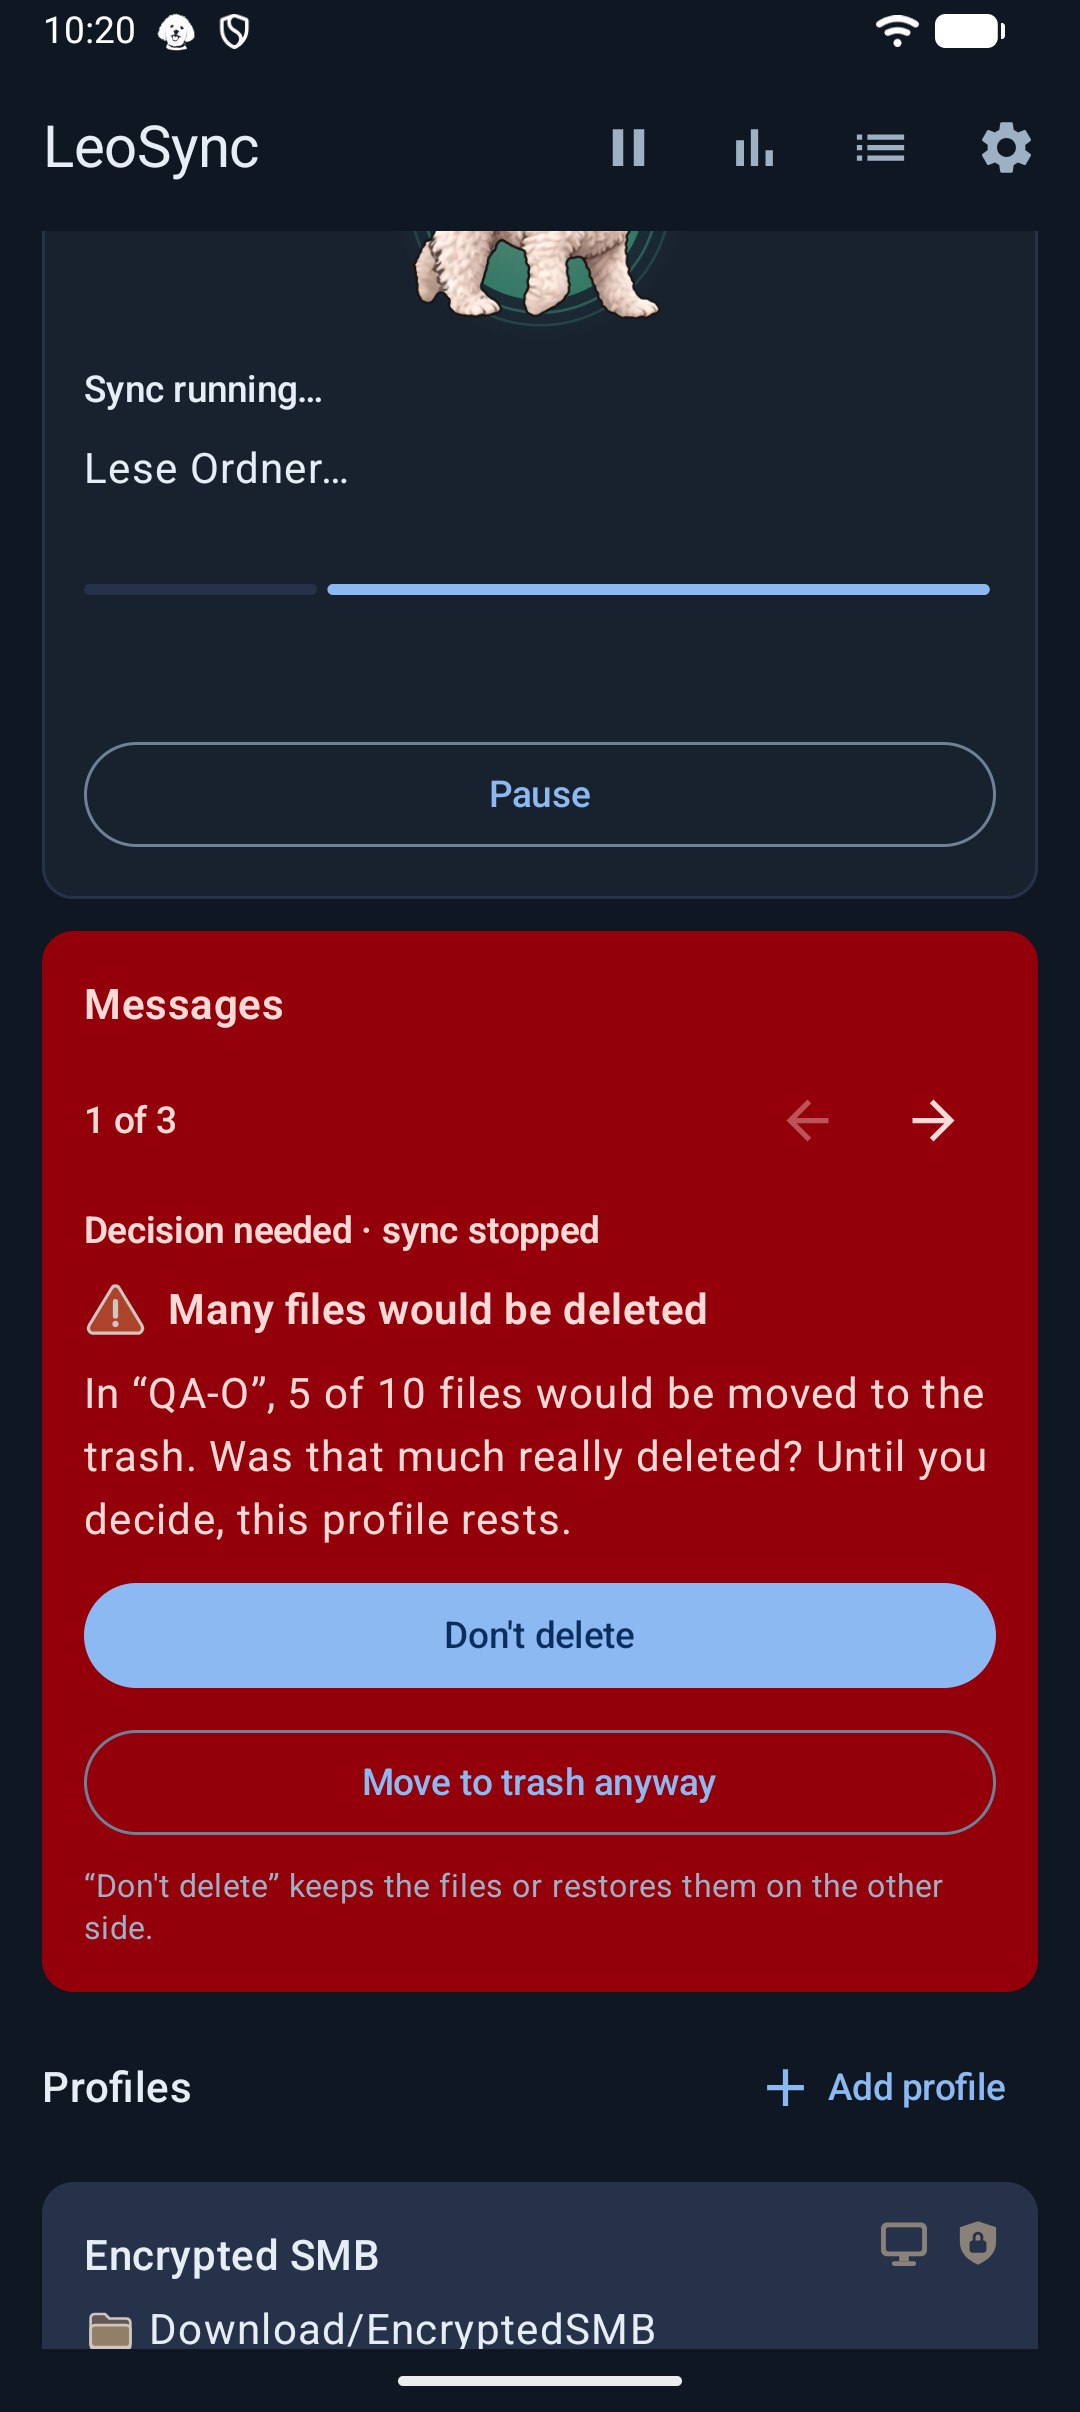 10:20
LeoSync
Sync running…
Lese Ordner…
Pause
Messages
1 of 3
Decision needed · sync stopped
Many files would be deleted
In “QA-O”, 5 of 10 files would be moved to the
trash. Was that much really deleted? Until you
decide, this profile rests.
Don't delete
Move to trash anyway
“Don't delete” keeps the files or restores them on the other
side.
Profiles
Add profile
Encrypted SMB
Download/EncryptedSMB